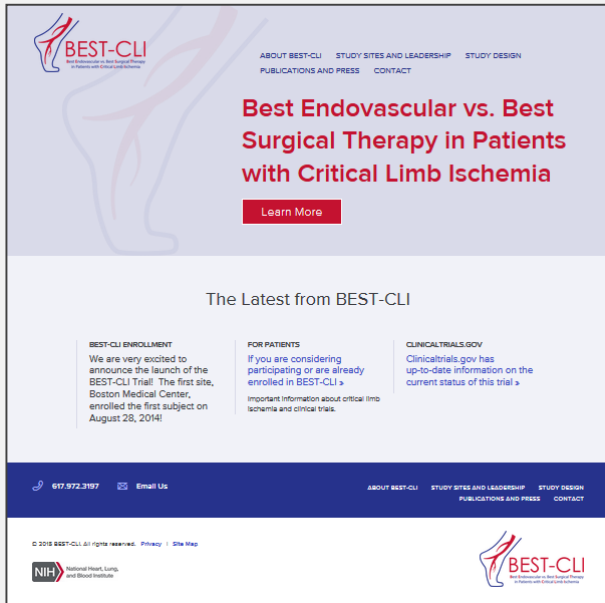 BEST-CLI
Best Endovascular vs. Best Surgical Therapy
in Patients with Critical Limb Ischemia
ABOUT BEST-CLI STUDY SITES AND LEADERSHIP STUDY DESIGN
PUBLICATIONS AND PRESS CONTACT
Best Endovascular vs. Best
Surgical Therapy in Patients
with Critical Limb Ischemia
Learn More
The Latest from BEST-CLI
BEST-CLI ENROLLMENT
We are very excited to
announce the launch of the
BEST-CLI Trial! The first site,
Boston Medical Center,
enrolled the first subject on
August 28, 2014!
FOR PATIENTS
If you are considering
participating or are already
enrolled in BEST-CLI »
Important information about critical limb
ischemia and clinical trials.
CLINICALTRIALS.GOV
Clinicaltrials.gov has
up-to-date information on the
current status of this trial »
617.972.3197 Email Us
ABOUT BEST-CLI STUDY SITES AND LEADERSHIP STUDY DESIGN
PUBLICATIONS AND PRESS CONTACT
© 2015 BEST-CLI. All rights reserved. Privacy | Site Map
NIH National Heart, Lung,
and Blood Institute
BEST-CLI
Best Endovascular vs. Best Surgical Therapy
in Patients with Critical Limb Ischemia